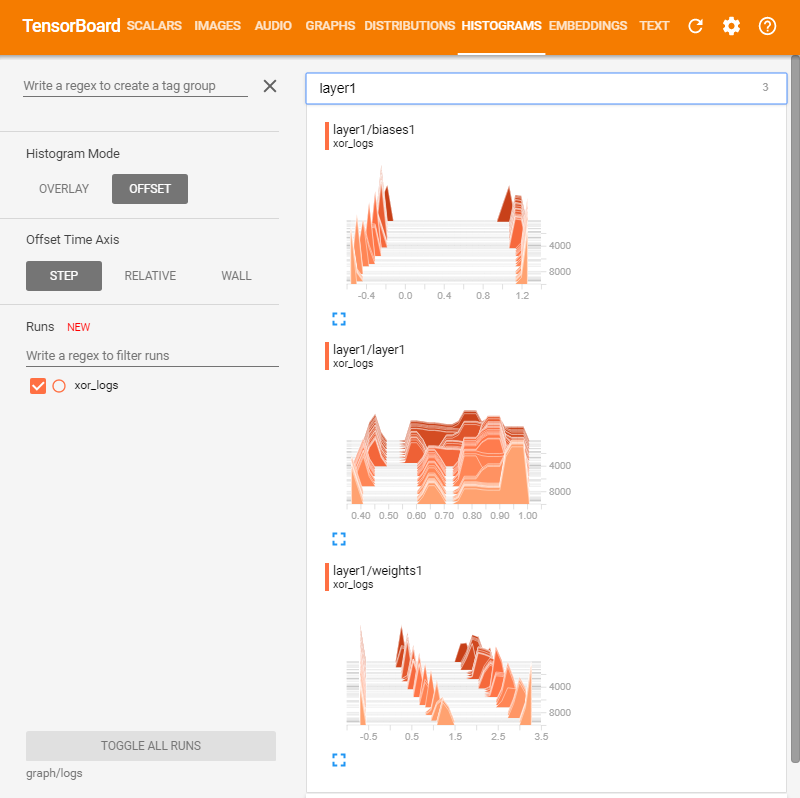 TensorBoard SCALARS IMAGES AUDIO GRAPHS DISTRIBUTIONS HISTOGRAMS EMBEDDINGS TEXT
Write a regex to create a tag group
Histogram Mode
OVERLAY OFFSET
Offset Time Axis
STEP RELATIVE WALL
Runs NEW
Write a regex to filter runs
xor_logs
TOGGLE ALL RUNS
graph/logs
layer1 3
layer1/biases1
xor_logs
4000
8000
-0.4 0.0 0.4 0.8 1.2
layer1/layer1
xor_logs
4000
8000
0.40 0.50 0.60 0.70 0.80 0.90 1.00
layer1/weights1
xor_logs
4000
8000
-0.5 0.5 1.5 2.5 3.5